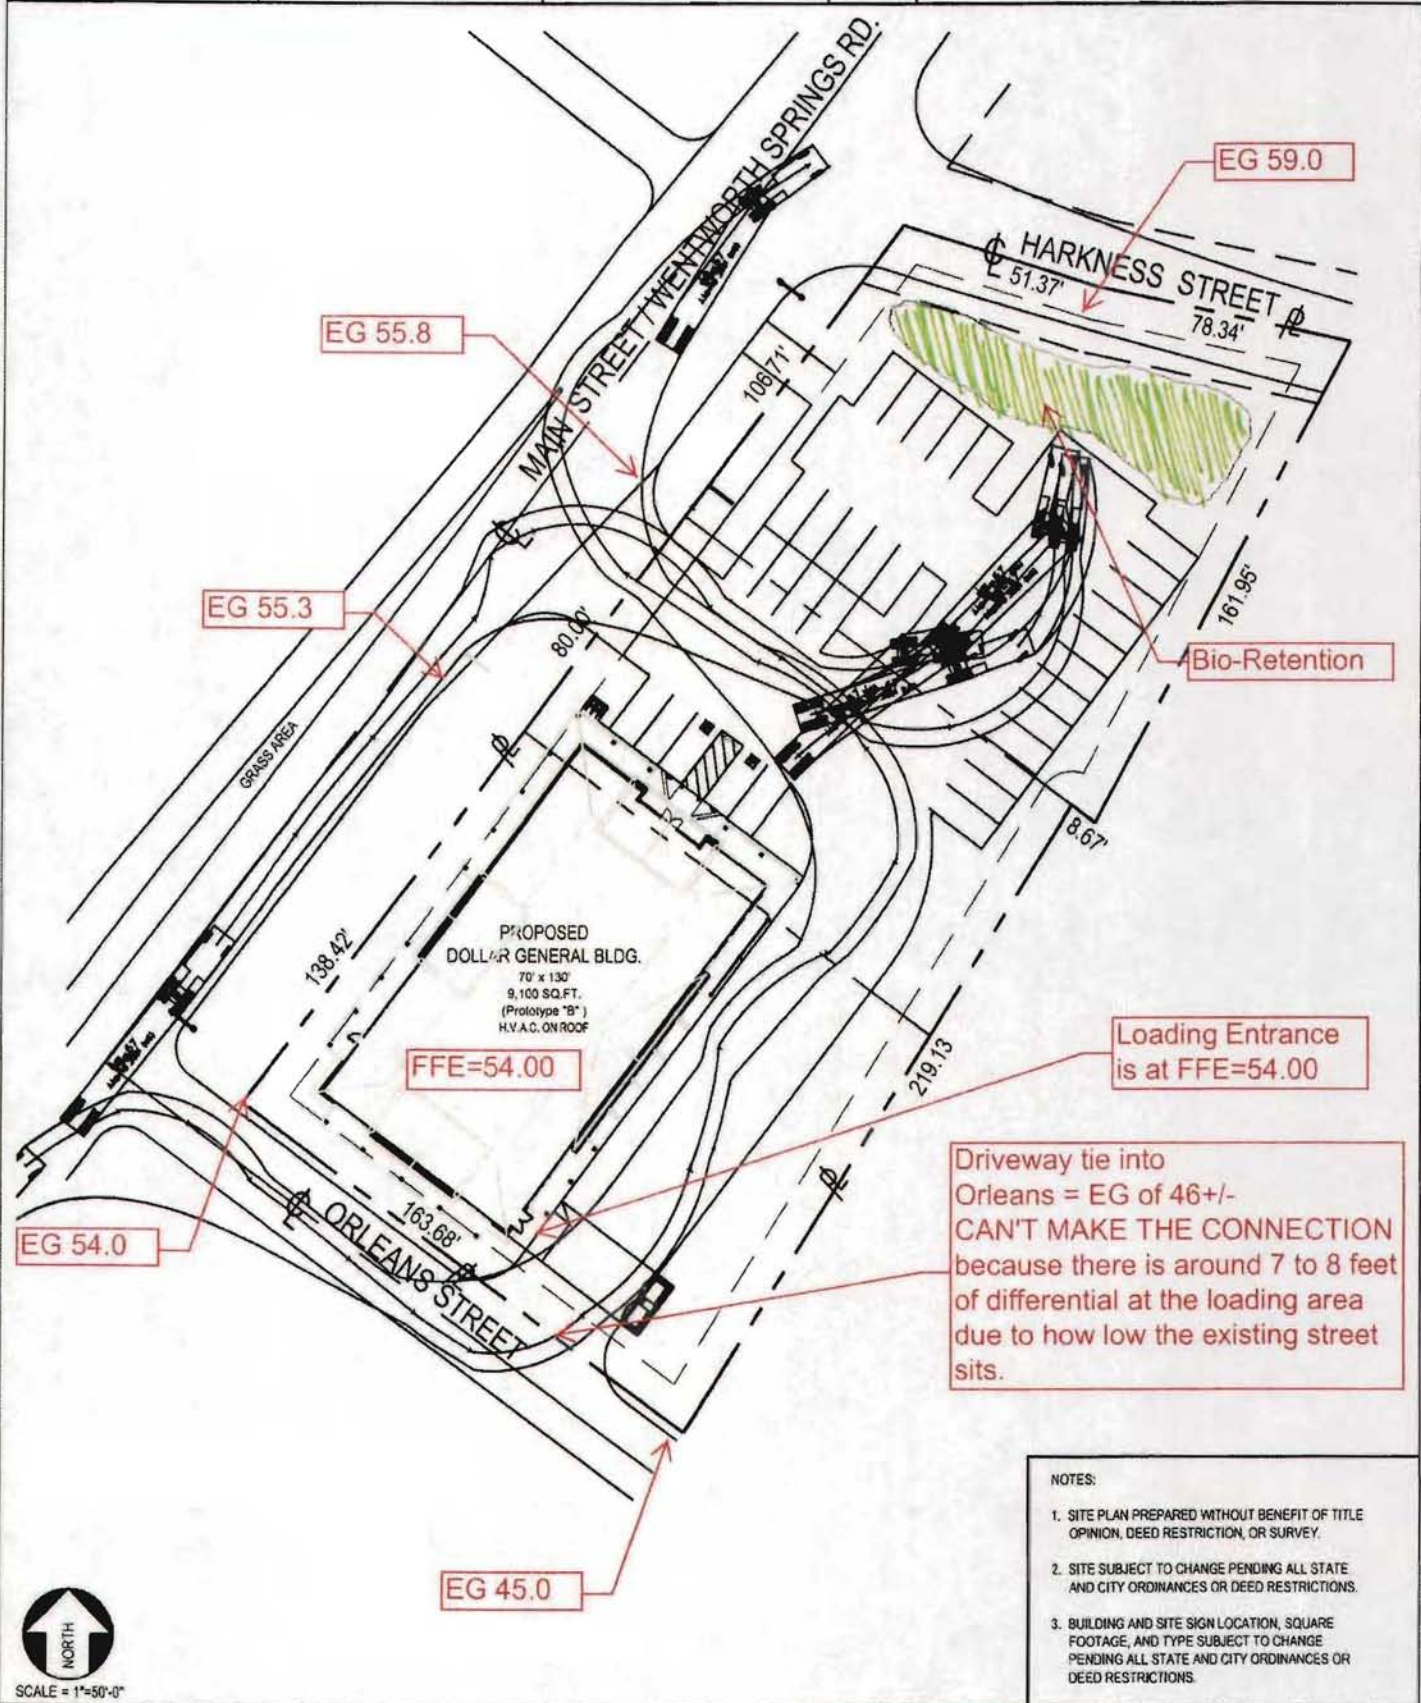 MAIN STREET / WENTWORTH SPRINGS RD.
EG 59.0
HARKNESS STREET
51.37'
78.34'
EG 55.8
106.71'
EG 55.3
80.00'
161.95'
Bio-Retention
GRASS AREA
8.67'
138.42'
PROPOSED
DOLLAR GENERAL BLDG.
70' x 130'
9,100 SQ.FT.
(Prototype "B")
H.V.A.C. ON ROOF
FFE=54.00
Loading Entrance
is at FFE=54.00
219.13
Driveway tie into
Orleans = EG of 46+/-
CAN'T MAKE THE CONNECTION
because there is around 7 to 8 feet
of differential at the loading area
due to how low the existing street
sits.
163.68'
ORLEANS STREET
EG 54.0
EG 45.0
NOTES:
1. SITE PLAN PREPARED WITHOUT BENEFIT OF TITLE
OPINION, DEED RESTRICTION, OR SURVEY.
2. SITE SUBJECT TO CHANGE PENDING ALL STATE
AND CITY ORDINANCES OR DEED RESTRICTIONS.
3. BUILDING AND SITE SIGN LOCATION, SQUARE
FOOTAGE, AND TYPE SUBJECT TO CHANGE
PENDING ALL STATE AND CITY ORDINANCES OR
DEED RESTRICTIONS.
NORTH
SCALE = 1"=50'-0"